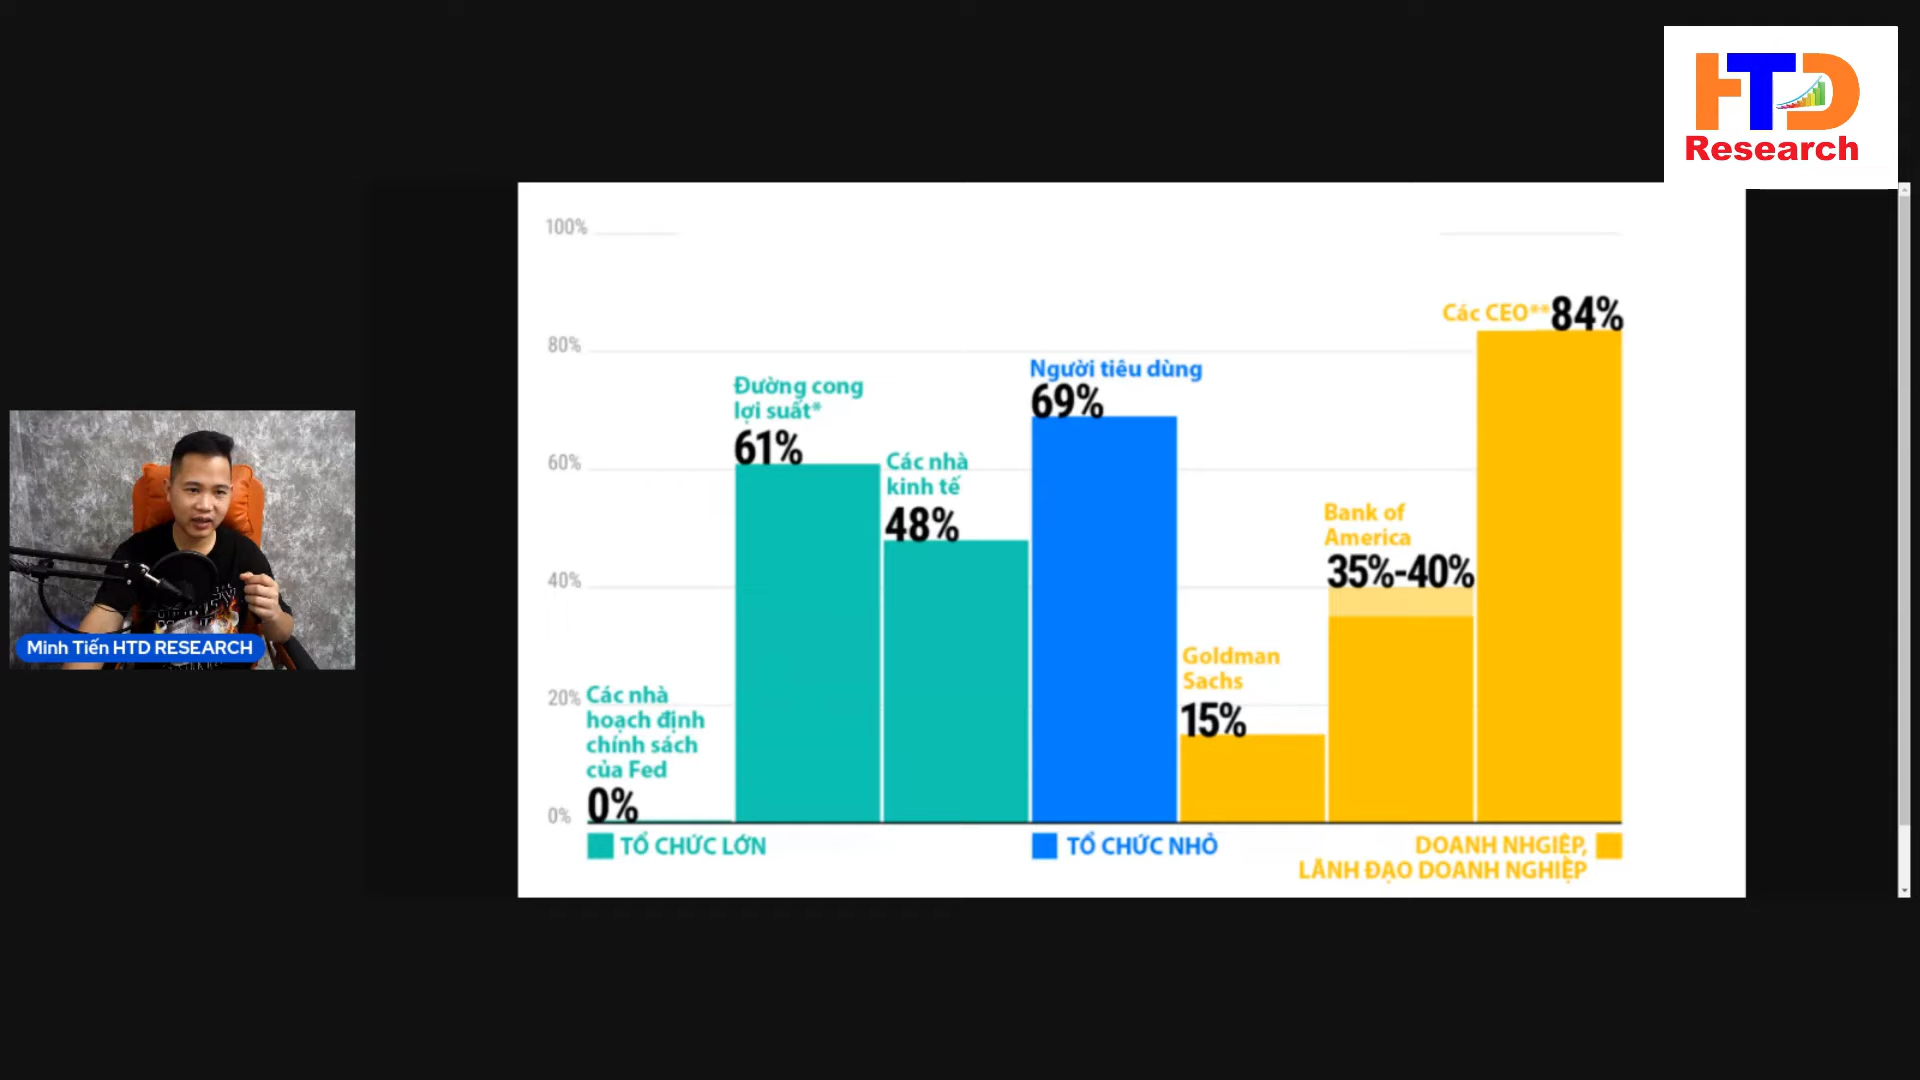 HTD
Research
100%
80%
60%
40%
20%
0%
Các nhà
hoạch định
chính sách
của Fed
0%
Đường cong
lợi suất*
61%
Các nhà
kinh tế
48%
Người tiêu dùng
69%
Goldman
Sachs
15%
Bank of
America
35%-40%
Các CEO**
84%
TỔ CHỨC LỚN
TỔ CHỨC NHỎ
DOANH NHGIỆP,
LÃNH ĐẠO DOANH NGHIỆP
Minh Tiến HTD RESEARCH